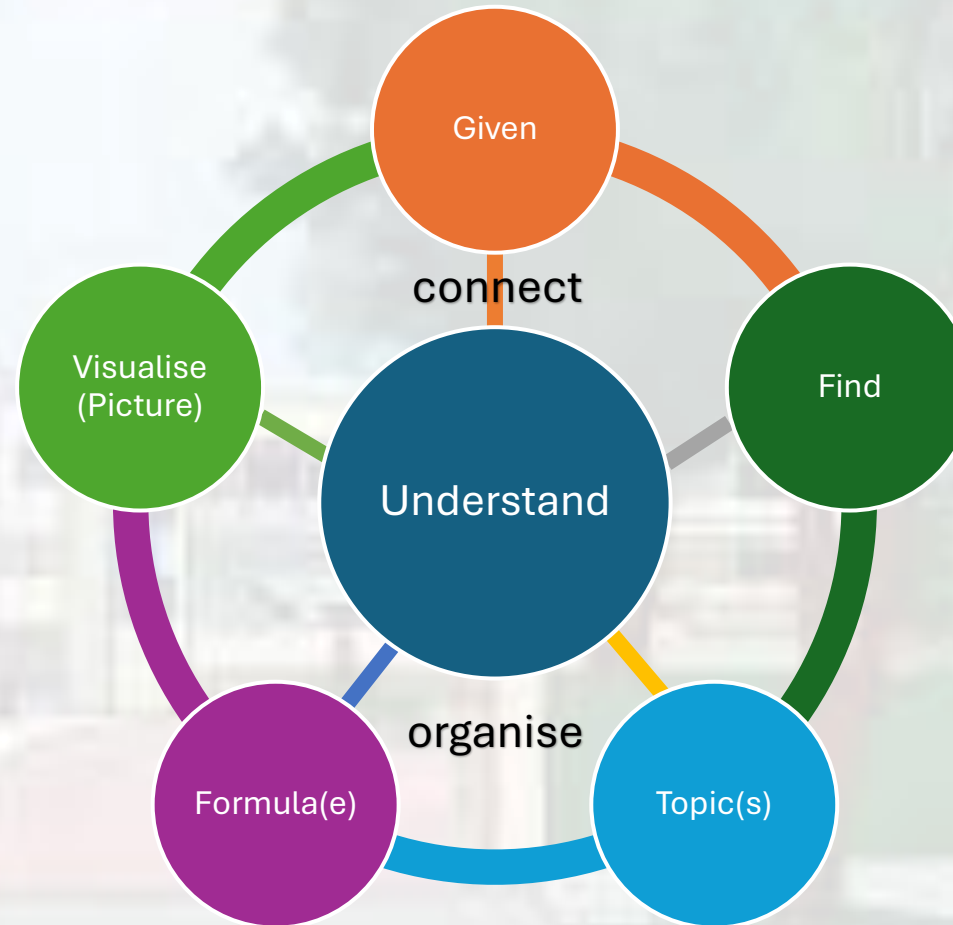 Given
connect
Visualise
(Picture)
Find
Understand
organise
Formula(e)
Topic(s)